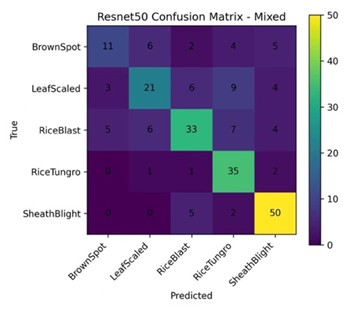 Resnet50 Confusion Matrix - Mixed
BrownSpot 11 6 2 4 5
LeafScaled 3 21 6 9 4
RiceBlast 5 6 33 7 4
RiceTungro 0 1 1 35 2
SheathBlight 0 0 5 2 50
BrownSpot LeafScaled RiceBlast RiceTungro SheathBlight
Predicted
True
50
40
30
20
10
0